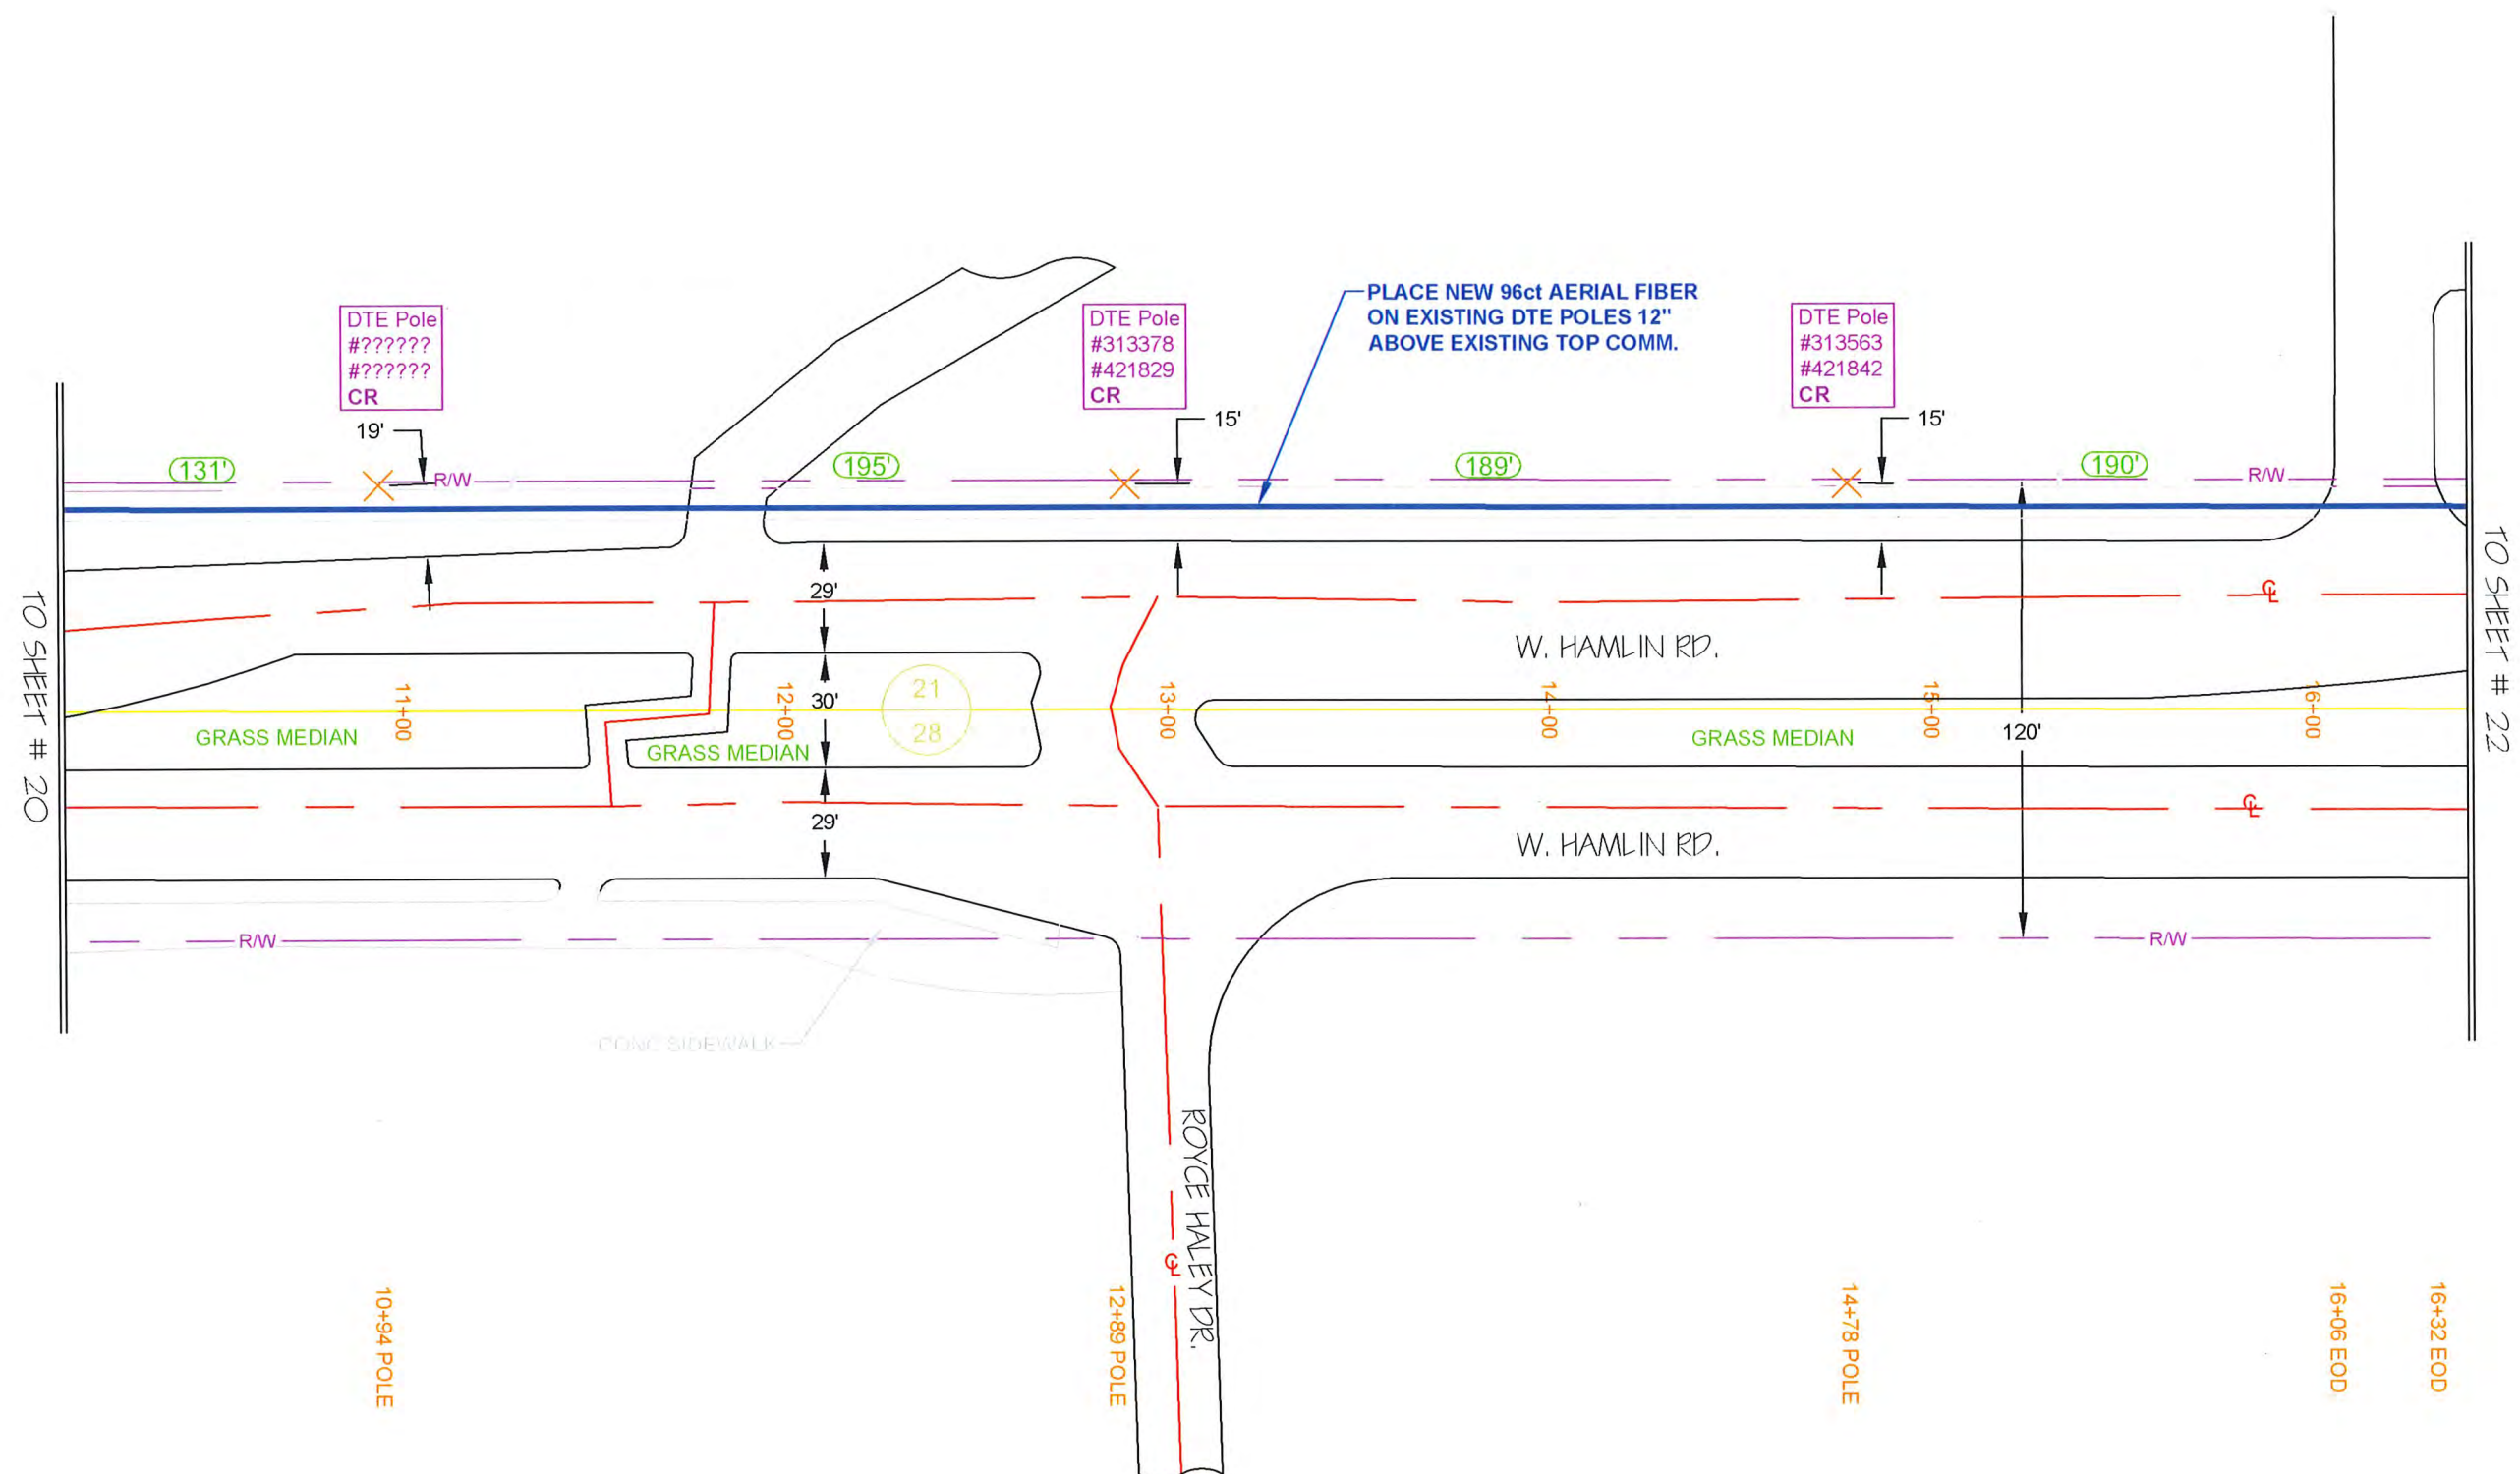 PLACE NEW 96ct AERIAL FIBER
ON EXISTING DTE POLES 12"
ABOVE EXISTING TOP COMM.
DTE Pole
#??????
#??????
CR
DTE Pole
#313378
#421829
CR
DTE Pole
#313563
#421842
CR
19'
15'
15'
131'
R/W
195'
189'
190'
R/W
29'
W. HAMLIN RD.
11+00
12+00
30'
21
28
13+00
14+00
15+00
16+00
GRASS MEDIAN
GRASS MEDIAN
GRASS MEDIAN
120'
29'
W. HAMLIN RD.
R/W
R/W
CONC SIDEWALK
TO SHEET # 20
TO SHEET # 22
ROYCE HALEY DR.
10+94 POLE
12+89 POLE
14+78 POLE
16+06 EOD
16+32 EOD